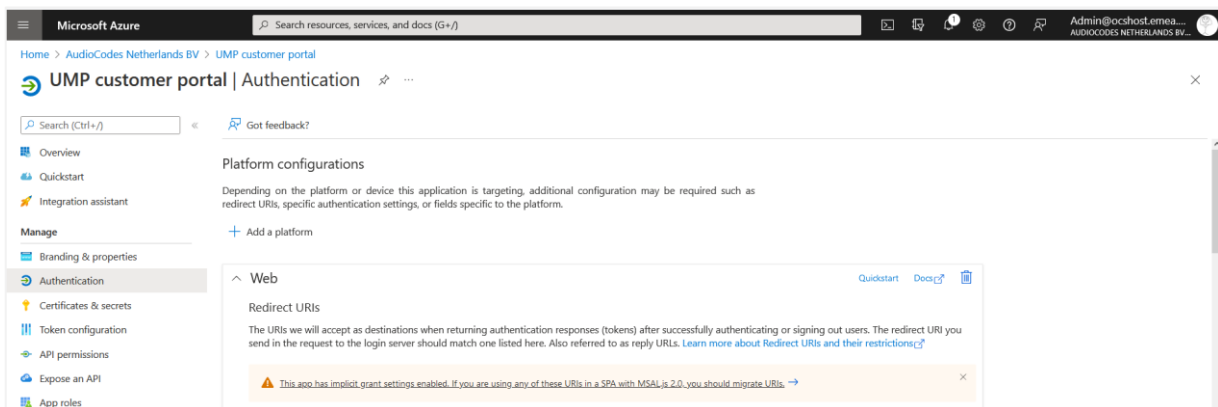 Microsoft Azure
Search resources, services, and docs (G+/)
Admin@ocshost.emea....
AUDIOCODES NETHERLANDS BV...
Home > AudioCodes Netherlands BV > UMP customer portal
UMP customer portal | Authentication
Search (Ctrl+/)
Got feedback?
Overview
Quickstart
Integration assistant
Manage
Branding & properties
Authentication
Certificates & secrets
Token configuration
API permissions
Expose an API
App roles
Platform configurations
Depending on the platform or device this application is targeting, additional configuration may be required such as
redirect URIs, specific authentication settings, or fields specific to the platform.
Add a platform
Web
Quickstart Docs
Redirect URIs
The URIs we will accept as destinations when returning authentication responses (tokens) after successfully authenticating or signing out users. The redirect URI you
send in the request to the login server should match one listed here. Also referred to as reply URLs. Learn more about Redirect URIs and their restrictions
This app has implicit grant settings enabled. If you are using any of these URIs in a SPA with MSAL.js 2.0, you should migrate URIs.